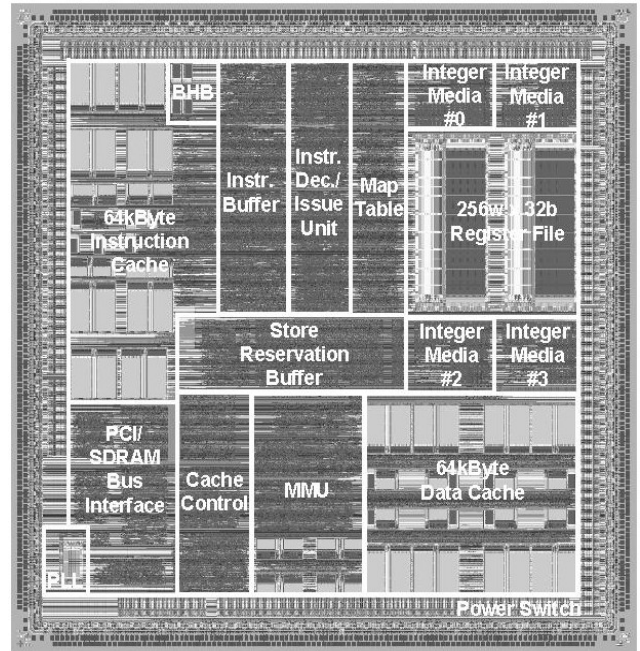 BHB
64kByte
Instruction
Cache
Instr.
Buffer
Instr.
Dec./
Issue
Unit
Map
Table
Integer
Media
#0
Integer
Media
#1
256w x 32b
Register File
Store
Reservation
Buffer
Integer
Media
#2
Integer
Media
#3
PCI/
SDRAM
Bus
Interface
Cache
Control
MMU
64kByte
Data Cache
PLL
Power Switch